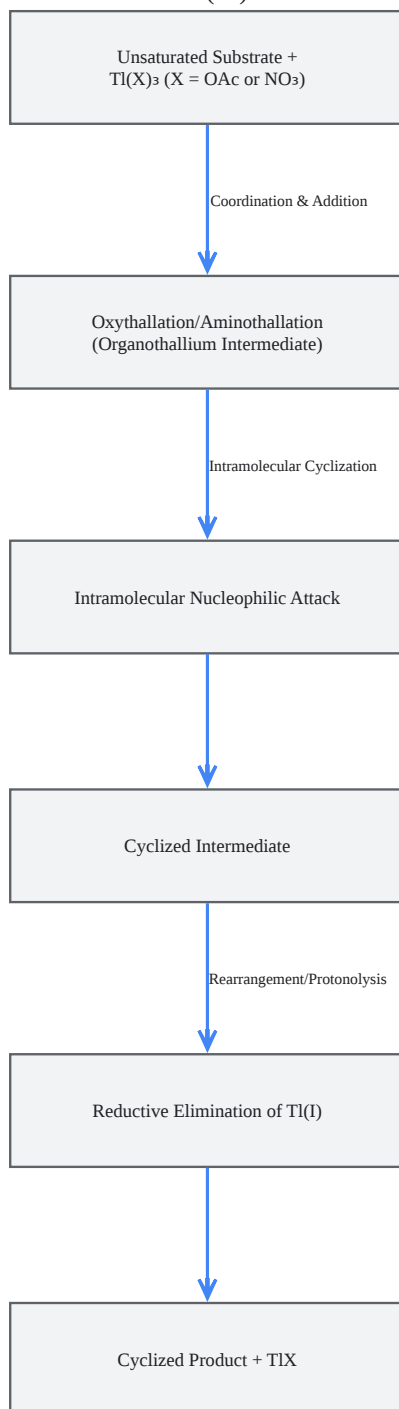 Unsaturated Substrate +
Tl(X)₃ (X = OAc or NO₃)
Coordination & Addition
Oxythallation/Aminothallation
(Organothallium Intermediate)
Intramolecular Cyclization
Intramolecular Nucleophilic Attack
Cyclized Intermediate
Rearrangement/Protonolysis
Reductive Elimination of Tl(I)
Cyclized Product + TlX